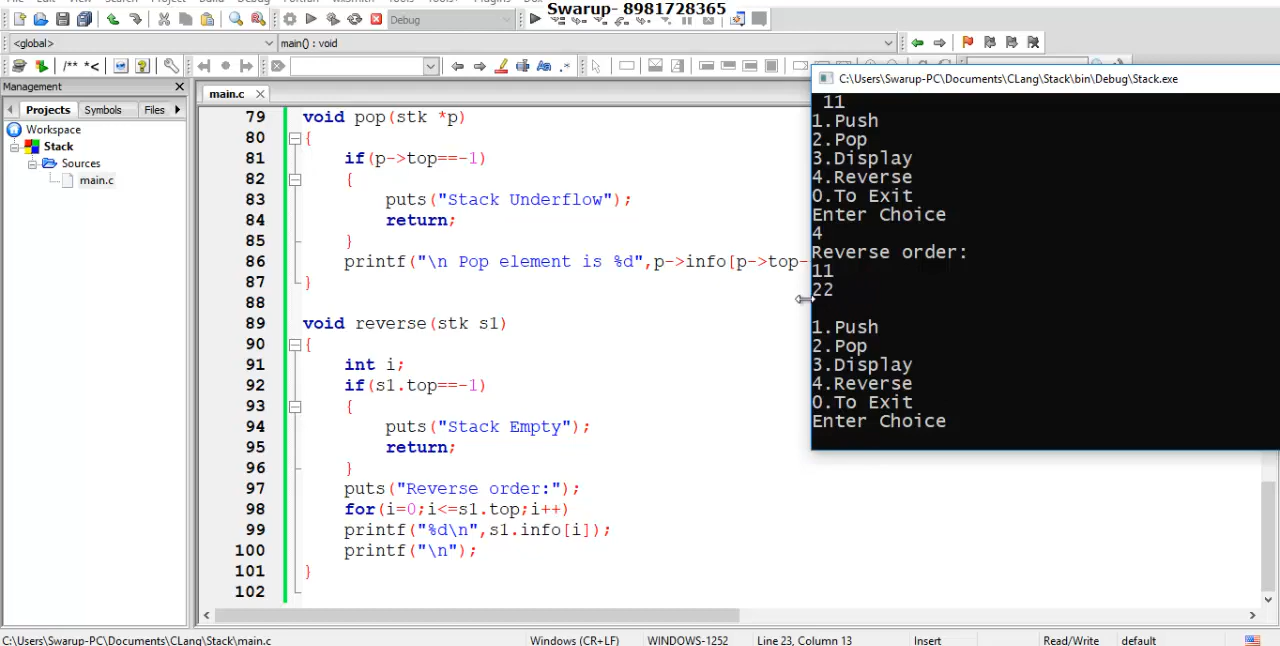 Swarup- 8981728365
Debug
<global>
main() : void
/** *<
.*
Management
Projects
Symbols
Files
Workspace
Stack
Sources
main.c
main.c
79 void pop(stk *p)
80 {
81 if(p->top==-1)
82 {
83 puts("Stack Underflow");
84 return;
85 }
86 printf("\n Pop element is %d",p->info[p->top-
87 }
88
89 void reverse(stk s1)
90 {
91 int i;
92 if(s1.top==-1)
93 {
94 puts("Stack Empty");
95 return;
96 }
97 puts("Reverse order:");
98 for(i=0;i<=s1.top;i++)
99 printf("%d\n",s1.info[i]);
100 printf("\n");
101 }
102
C:\Users\Swarup-PC\Documents\CLang\Stack\bin\Debug\Stack.exe
11
1.Push
2.Pop
3.Display
4.Reverse
0.To Exit
Enter Choice
4
Reverse order:
11
22
1.Push
2.Pop
3.Display
4.Reverse
0.To Exit
Enter Choice
C:\Users\Swarup-PC\Documents\CLang\Stack\main.c
Windows (CR+LF)
WINDOWS-1252
Line 23, Column 13
Insert
Read/Write
default